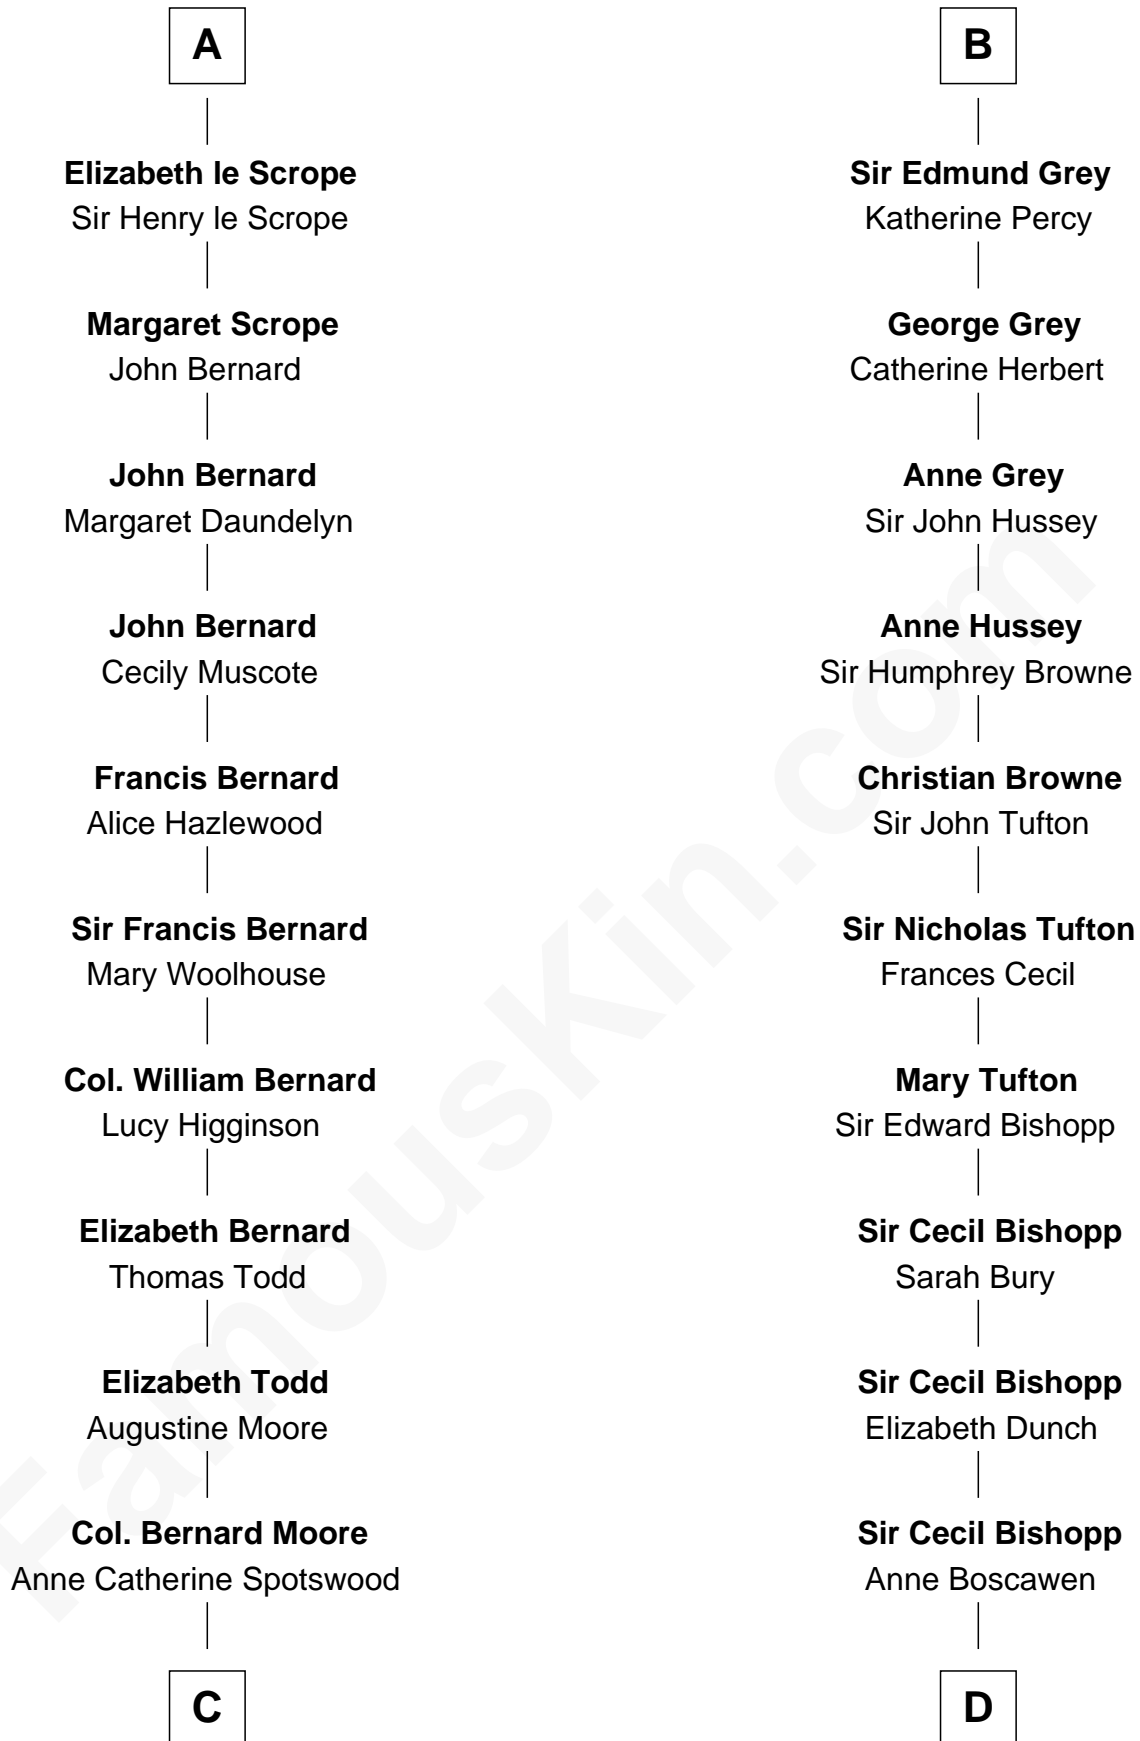 A
Elizabeth le Scrope
Sir Henry le Scrope
Margaret Scrope
John Bernard
John Bernard
Margaret Daundelyn
John Bernard
Cecily Muscote
Francis Bernard
Alice Hazlewood
Sir Francis Bernard
Mary Woolhouse
Col. William Bernard
Lucy Higginson
Elizabeth Bernard
Thomas Todd
Elizabeth Todd
Augustine Moore
Col. Bernard Moore
Anne Catherine Spotswood
C
B
Sir Edmund Grey
Katherine Percy
George Grey
Catherine Herbert
Anne Grey
Sir John Hussey
Anne Hussey
Sir Humphrey Browne
Christian Browne
Sir John Tufton
Sir Nicholas Tufton
Frances Cecil
Mary Tufton
Sir Edward Bishopp
Sir Cecil Bishopp
Sarah Bury
Sir Cecil Bishopp
Elizabeth Dunch
Sir Cecil Bishopp
Anne Boscawen
D
FamousKin.com